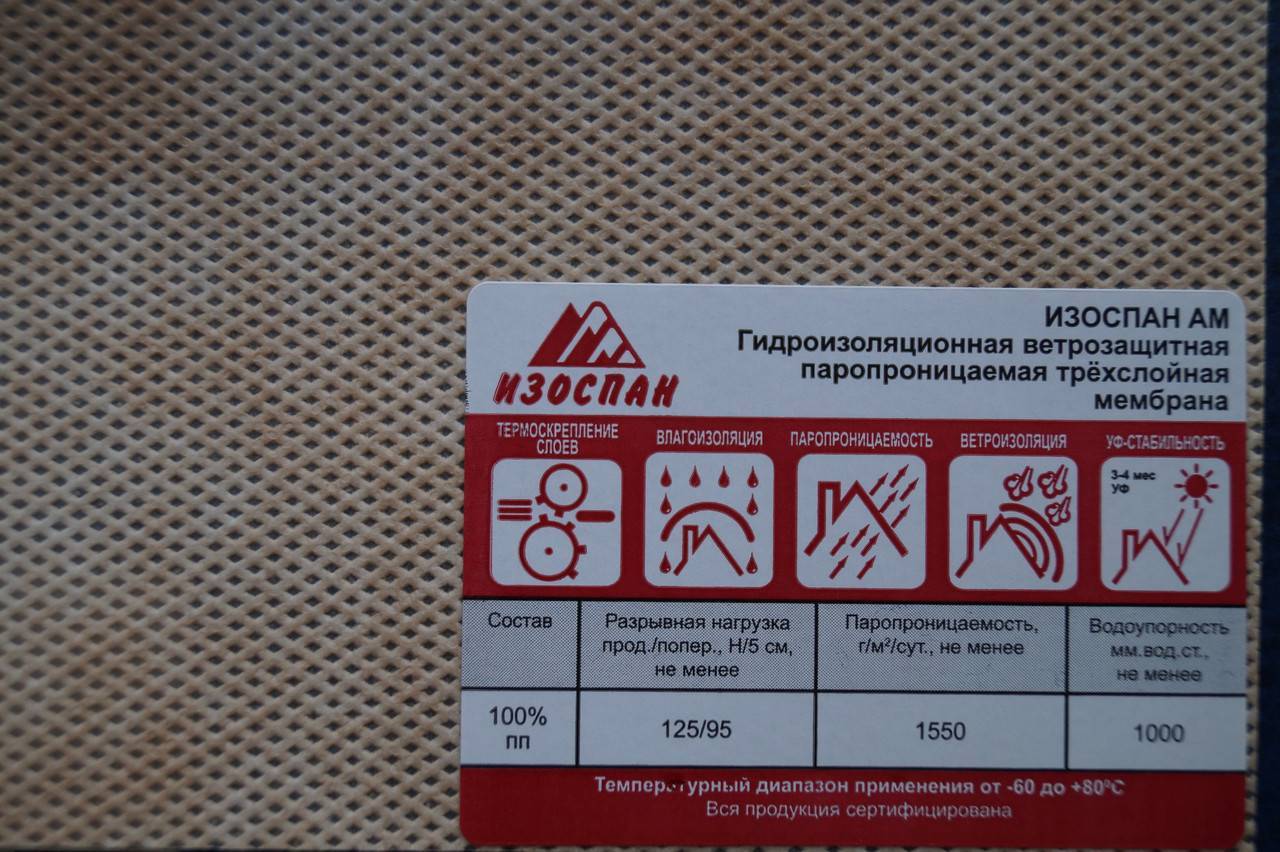 ИЗОСПАН
ИЗОСПАН АМ
Гидроизоляционная ветрозащитная
паропроницаемая трёхслойная
мембрана
ТЕРМОСКРЕПЛЕНИЕ
СЛОЕВ
ВЛАГОИЗОЛЯЦИЯ
ПАРОПРОНИЦАЕМОСТЬ
ВЕТРОИЗОЛЯЦИЯ
УФ-СТАБИЛЬНОСТЬ
3-4 мес
УФ
Состав
Разрывная нагрузка
прод./попер., Н/5 см,
не менее
Паропроницаемость,
г/м²/сут., не менее
Водоупорность
мм.вод.ст.,
не менее
100%
пп
125/95
1550
1000
Температурный диапазон применения от -60 до +80°С
Вся продукция сертифицирована